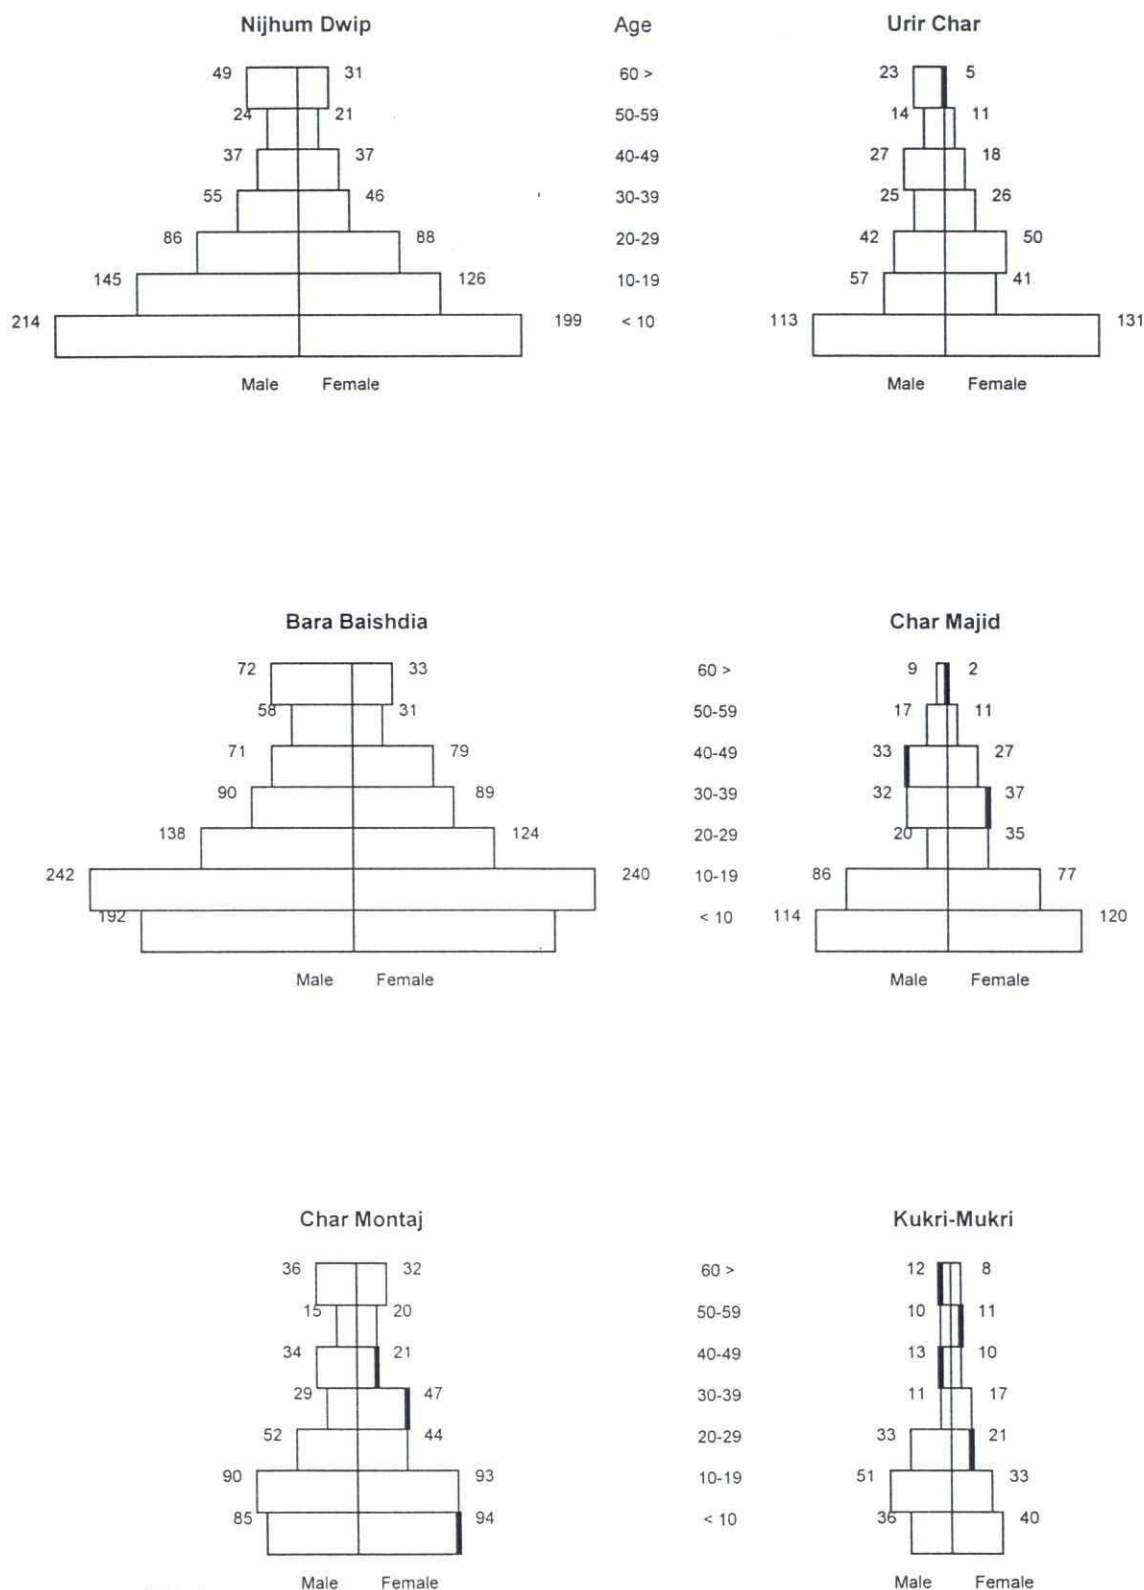 Nijhum Dwip Age Urir Char
49 31 60 > 23 5
24 21 50-59 14 11
37 37 40-49 27 18
55 46 30-39 25 26
86 88 20-29 42 50
145 126 10-19 57 41
214 199 < 10 113 131
Male Female Male Female
Bara Baishdia Char Majid
72 33 60 > 9 2
58 31 50-59 17 11
71 79 40-49 33 27
90 89 30-39 32 37
138 124 20-29 20 35
242 240 10-19 86 77
192 < 10 114 120
Male Female Male Female
Char Montaj Kukri-Mukri
36 32 60 > 12 8
15 20 50-59 10 11
34 21 40-49 13 10
29 47 30-39 11 17
52 44 20-29 33 21
90 93 10-19 51 33
85 94 < 10 36 40
Male Female Male Female